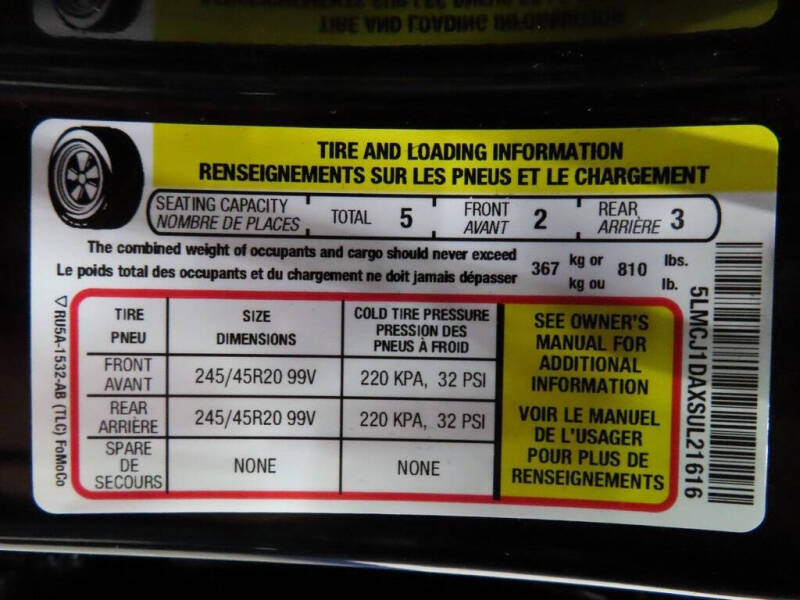 TIRE AND LOADING INFORMATION
RENSEIGNEMENTS SUR LES PNEUS ET LE CHARGEMENT
SEATING CAPACITY
NOMBRE DE PLACES
TOTAL 5
FRONT
AVANT 2
REAR
ARRIÈRE 3
The combined weight of occupants and cargo should never exceed 367 kg or 810 lbs.
Le poids total des occupants et du chargement ne doit jamais dépasser kg ou lb.
TIRE
PNEU
SIZE
DIMENSIONS
COLD TIRE PRESSURE
PRESSION DES
PNEUS À FROID
FRONT
AVANT
245/45R20 99V
220 KPA, 32 PSI
REAR
ARRIÈRE
245/45R20 99V
220 KPA, 32 PSI
SPARE
DE
SECOURS
NONE
NONE
SEE OWNER'S
MANUAL FOR
ADDITIONAL
INFORMATION
VOIR LE MANUEL
DE L'USAGER
POUR PLUS DE
RENSEIGNEMENTS
5LMCJ1DAXSUL21616
RU5A-1532-AB (TLC) FoMoCo